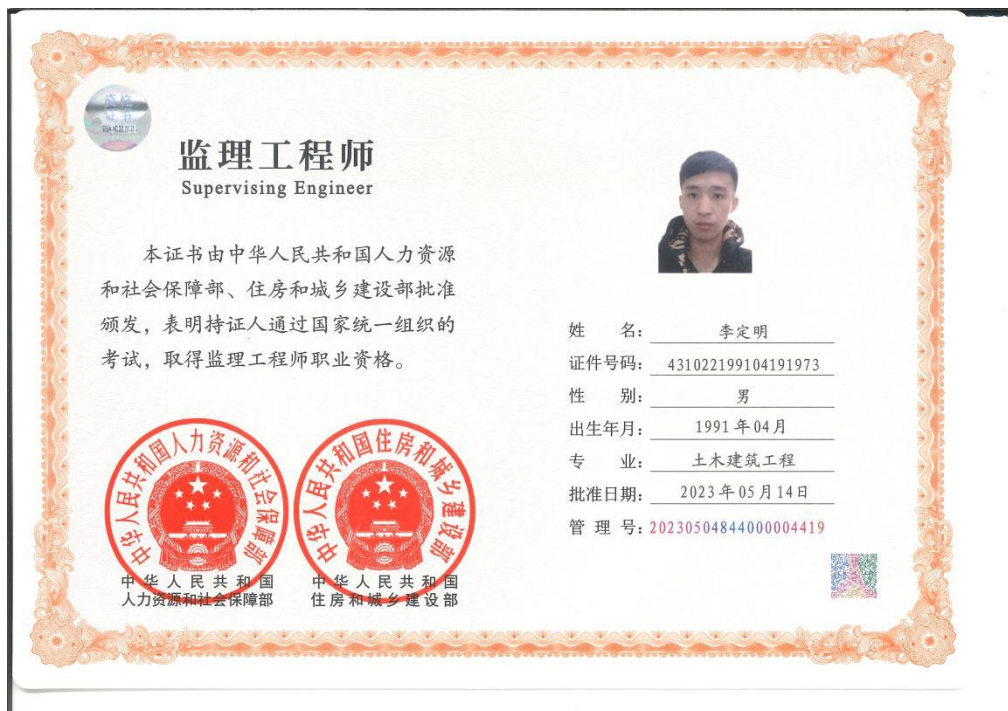 监理工程师
Supervising Engineer
本证书由中华人民共和国人力资源
和社会保障部、住房和城乡建设部批准
颁发，表明持证人通过国家统一组织的
考试，取得监理工程师职业资格。
姓 名： 李定明
证件号码： 431022199104191973
性 别： 男
出生年月： 1991年04月
专 业： 土木建筑工程
批准日期： 2023年05月14日
管 理 号： 20230504844000004419
中华人民共和国人力资源和社会保障部
中华人民共和国住房和城乡建设部
中华人民共和国
人力资源和社会保障部
中华人民共和国
住房和城乡建设部